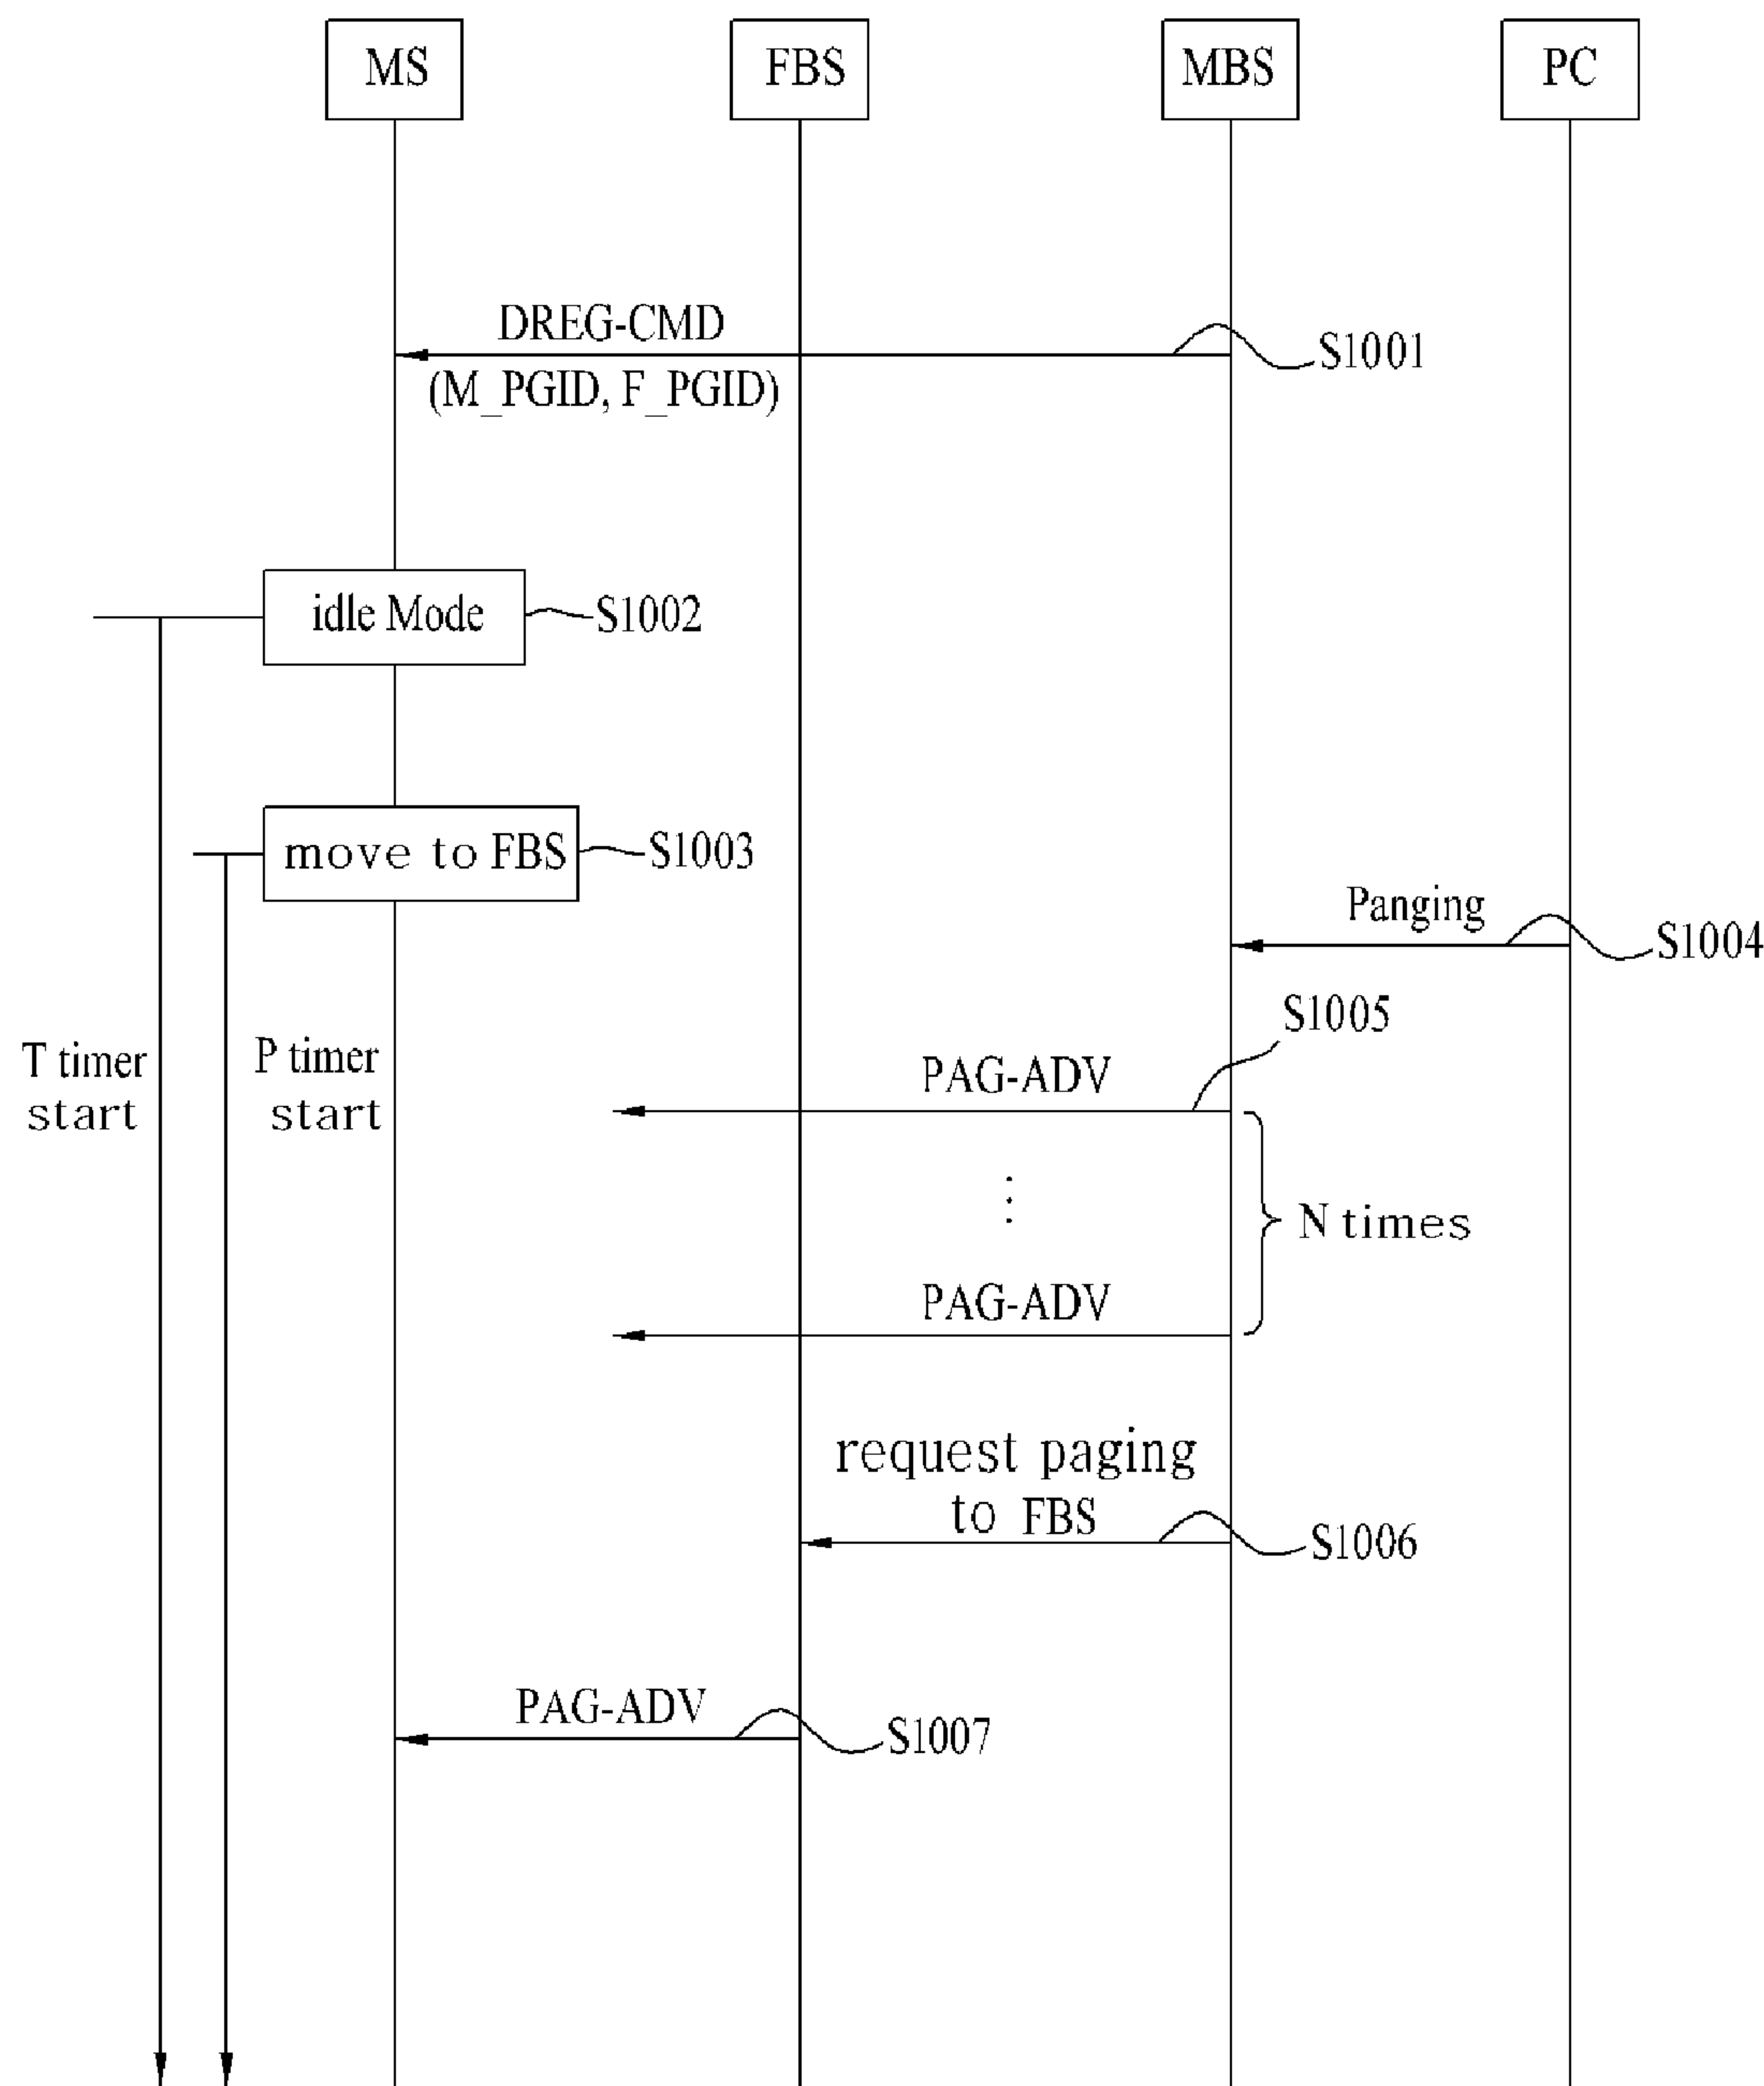 MS
FBS
MBS
PC
DREG-CMD
(M_PGID, F_PGID)
S1001
idle Mode
S1002
move to FBS
S1003
Panging
S1004
S1005
T timer
start
P timer
start
PAG-ADV
N times
PAG-ADV
request paging
to FBS
S1006
PAG-ADV
S1007